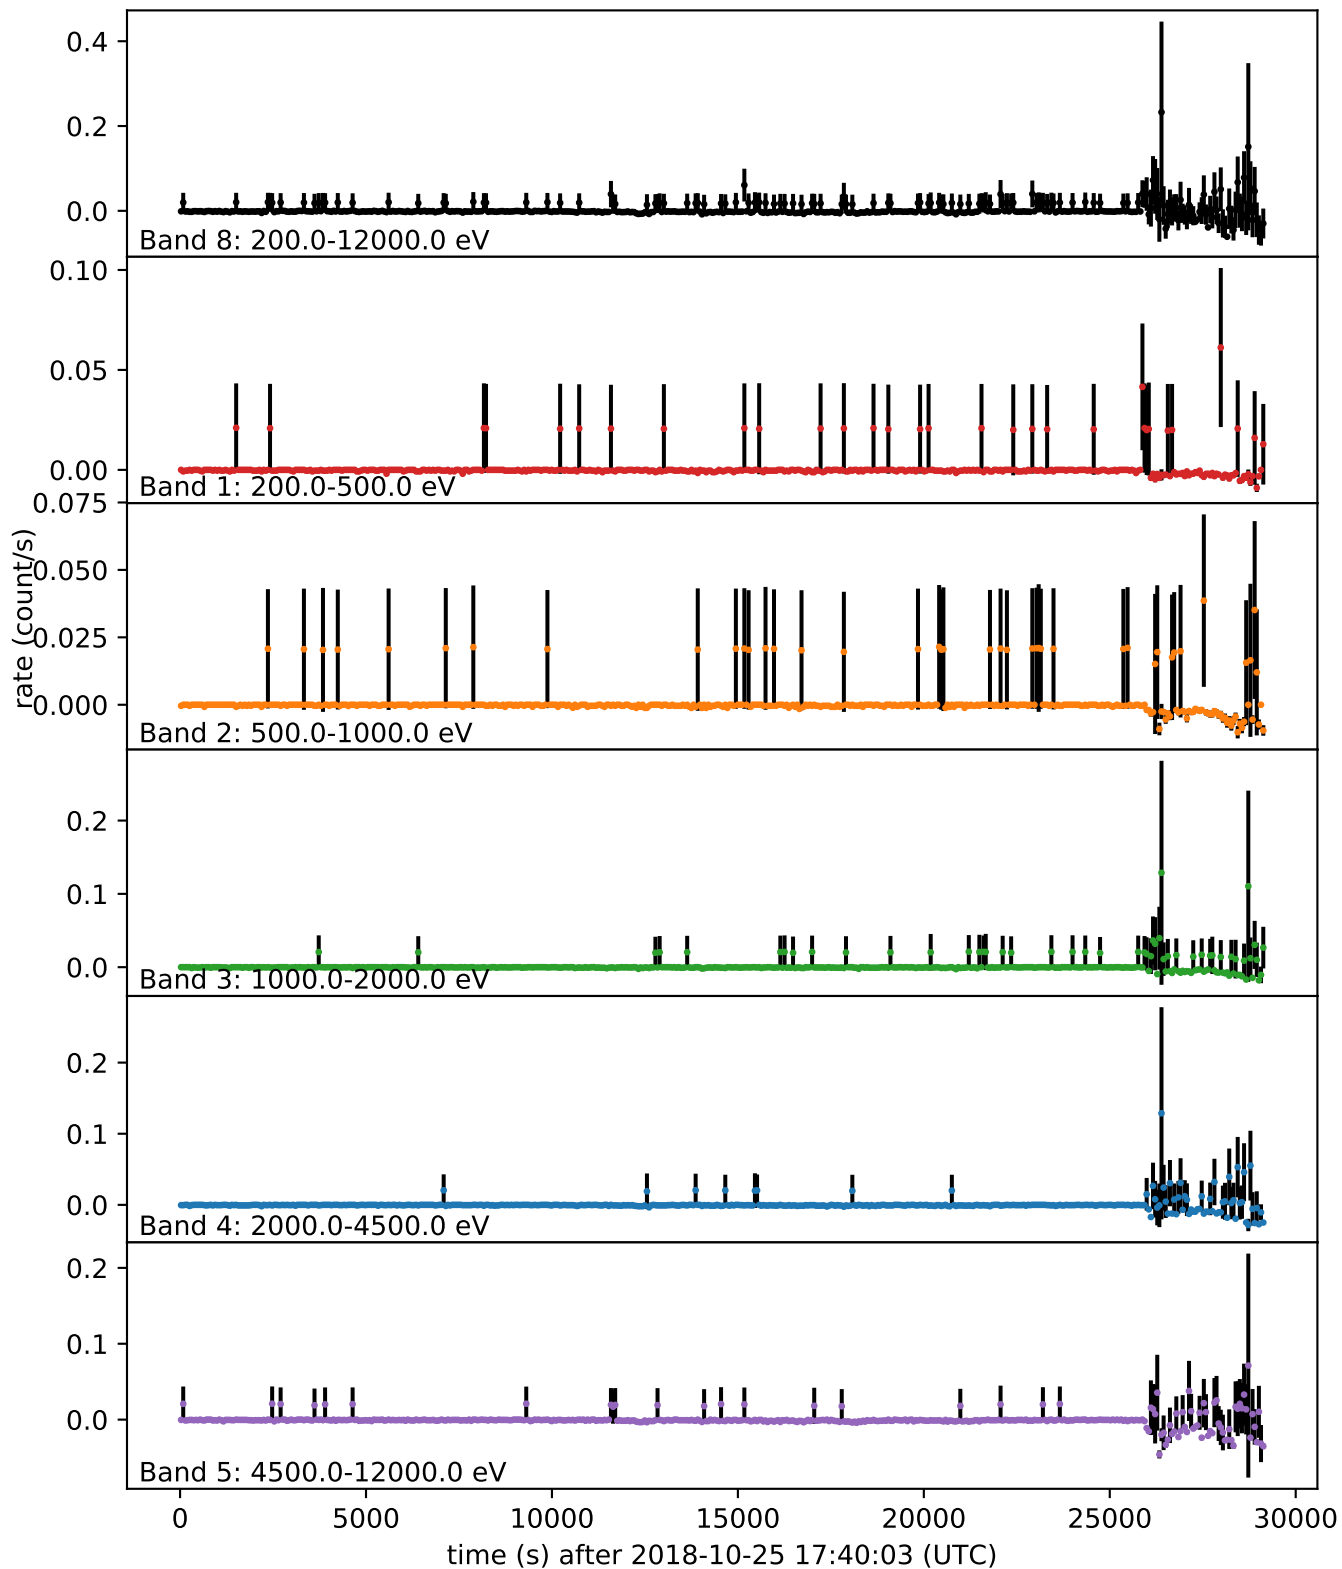 0.4
0.2
0.0
Band 8: 200.0-12000.0 eV
0.10
0.05
0.00
Band 1: 200.0-500.0 eV
0.075
0.050
0.025
0.000
Band 2: 500.0-1000.0 eV
rate (count/s)
0.2
0.1
0.0
Band 3: 1000.0-2000.0 eV
0.2
0.1
0.0
Band 4: 2000.0-4500.0 eV
0.2
0.1
0.0
Band 5: 4500.0-12000.0 eV
0 5000 10000 15000 20000 25000 30000
time (s) after 2018-10-25 17:40:03 (UTC)